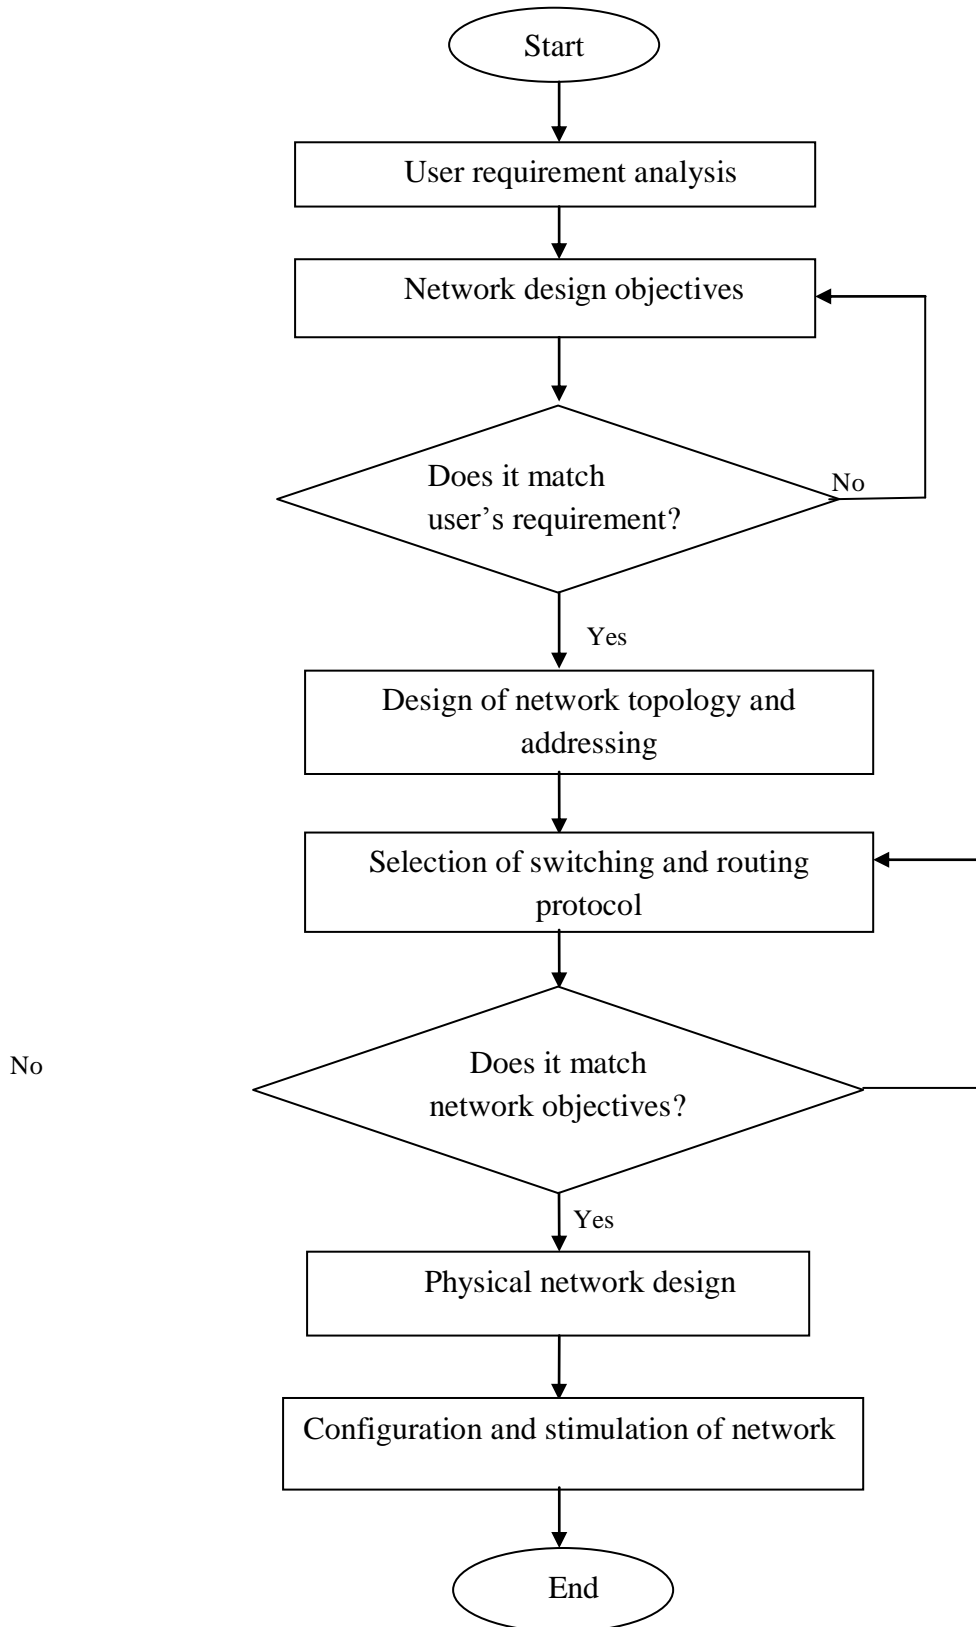 Start
User requirement analysis
Network design objectives
Does it match
user’s requirement?
No
Yes
Design of network topology and
addressing
Selection of switching and routing
protocol
Does it match
network objectives?
No
Yes
Physical network design
Configuration and stimulation of network
End